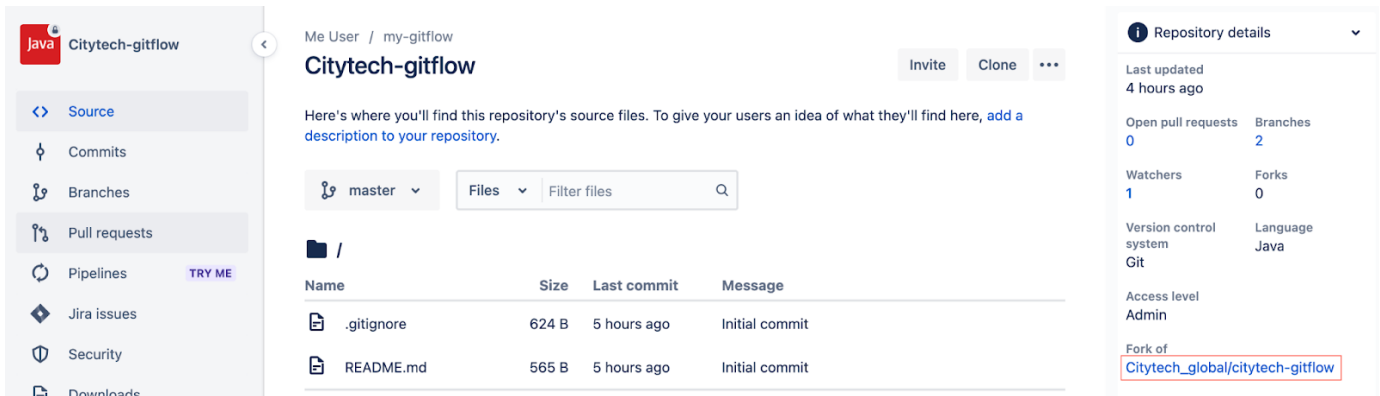 Java
Citytech-gitflow
Source
Commits
Branches
Pull requests
Pipelines TRY ME
Jira issues
Security
Downloads
Me User / my-gitflow
Citytech-gitflow
Invite Clone
Here's where you'll find this repository's source files. To give your users an idea of what they'll find here, add a
description to your repository.
master Files Filter files
/
Name Size Last commit Message
.gitignore 624 B 5 hours ago Initial commit
README.md 565 B 5 hours ago Initial commit
Repository details
Last updated
4 hours ago
Open pull requests Branches
0 2
Watchers Forks
1 0
Version control Language
system Java
Git
Access level
Admin
Fork of
Citytech_global/citytech-gitflow